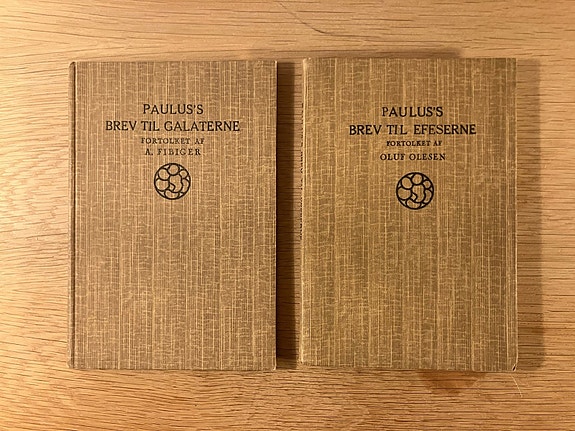 PAULUS'S
BREV TIL GALATERNE
FORTOLKET AF
A. FIBIGER
PAULUS'S
BREV TIL EFESERNE
FORTOLKET AF
OLUF OLESEN